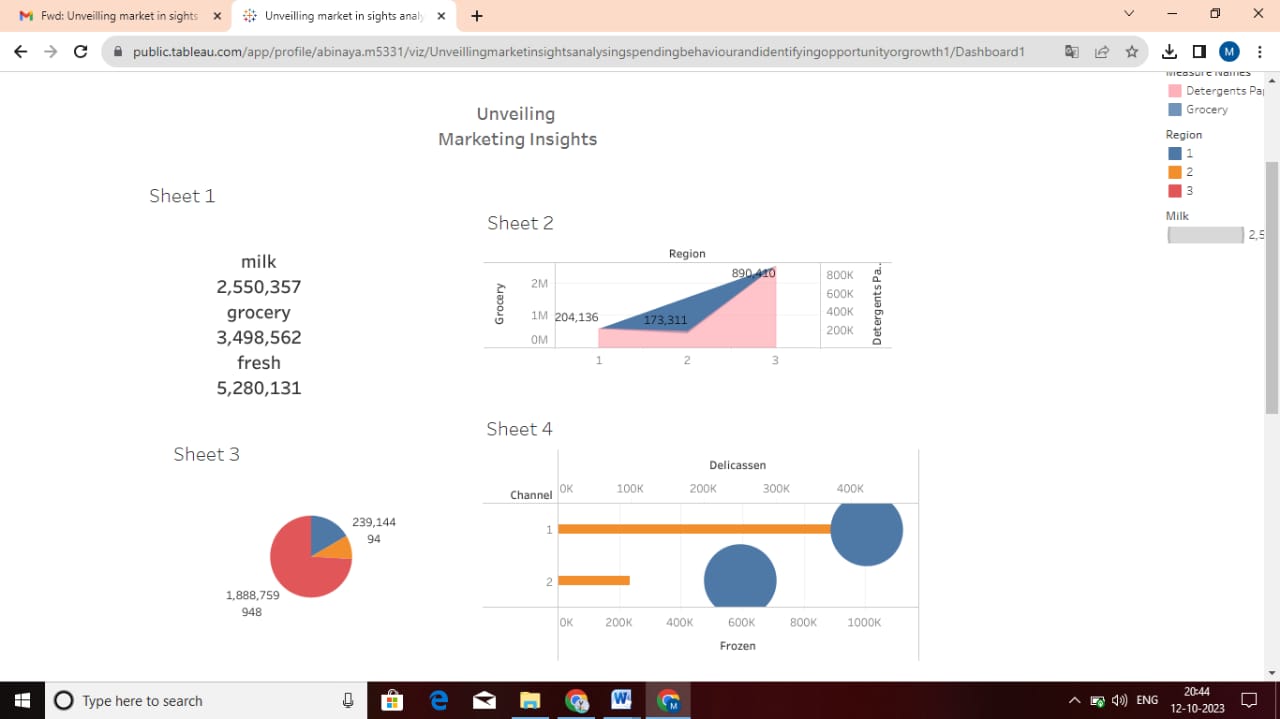 Fwd: Unveilling market in sights
Unveilling market in sights analy
public.tableau.com/app/profile/abinaya.m5331/viz/Unveillingmarketinsightsanalysingspendingbehaviourandidentifyingopportunityorgrowth1/Dashboard1
M
Unveiling
Marketing Insights
Measure Names
Detergents Pa
Grocery
Region
1
2
3
Milk
2,5
Sheet 1
milk
2,550,357
grocery
3,498,562
fresh
5,280,131
Sheet 2
Region
Grocery
2M
1M
0M
204,136
173,311
890,410
800K
600K
400K
200K
Detergents Pa..
1 2 3
Sheet 3
239,144
94
1,888,759
948
Sheet 4
Delicassen
Channel
0K 100K 200K 300K 400K
1
2
0K 200K 400K 600K 800K 1000K
Frozen
Type here to search
ENG
20:44
12-10-2023